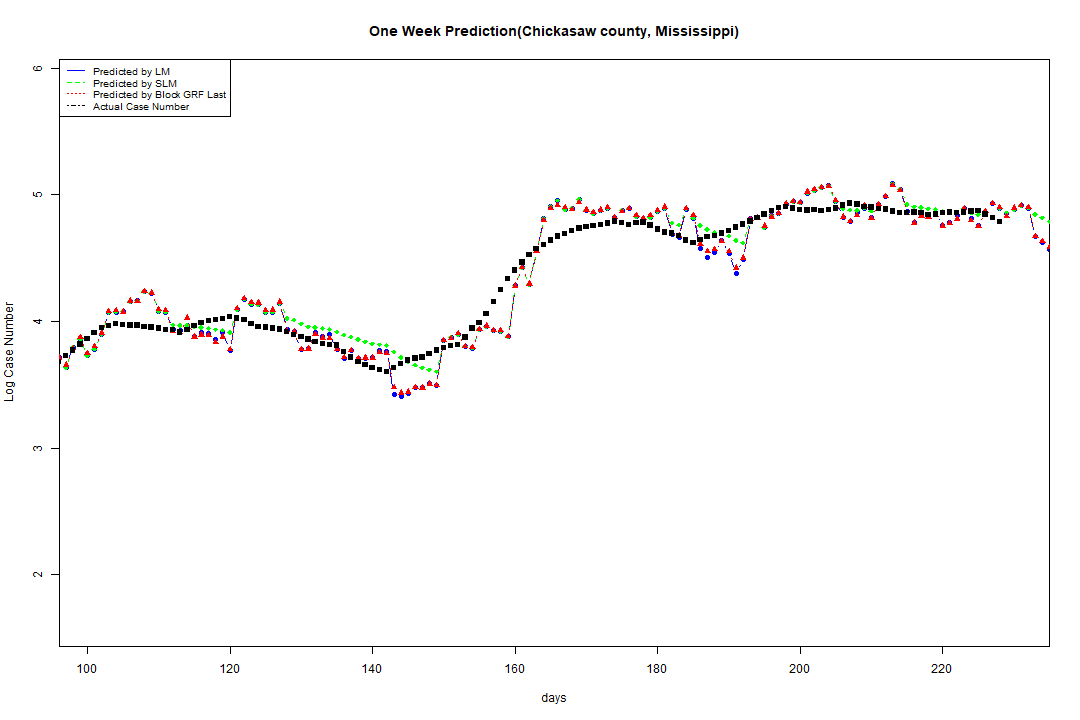 One Week Prediction(Chickasaw county, Mississippi)
Predicted by LM
Predicted by SLM
Predicted by Block GRF Last
Actual Case Number
6
5
4
3
2
Log Case Number
100 120 140 160 180 200 220
days